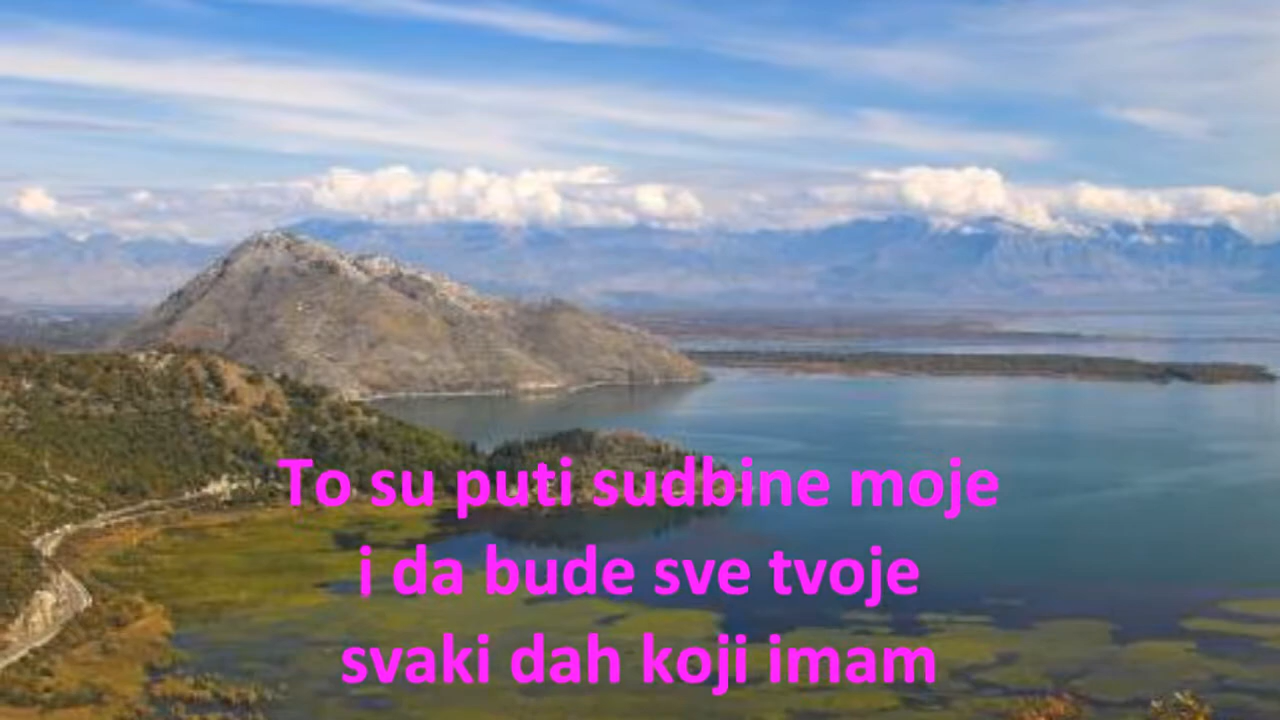 To su puti sudbine moje
i da bude sve tvoje
svaki dah koji imam